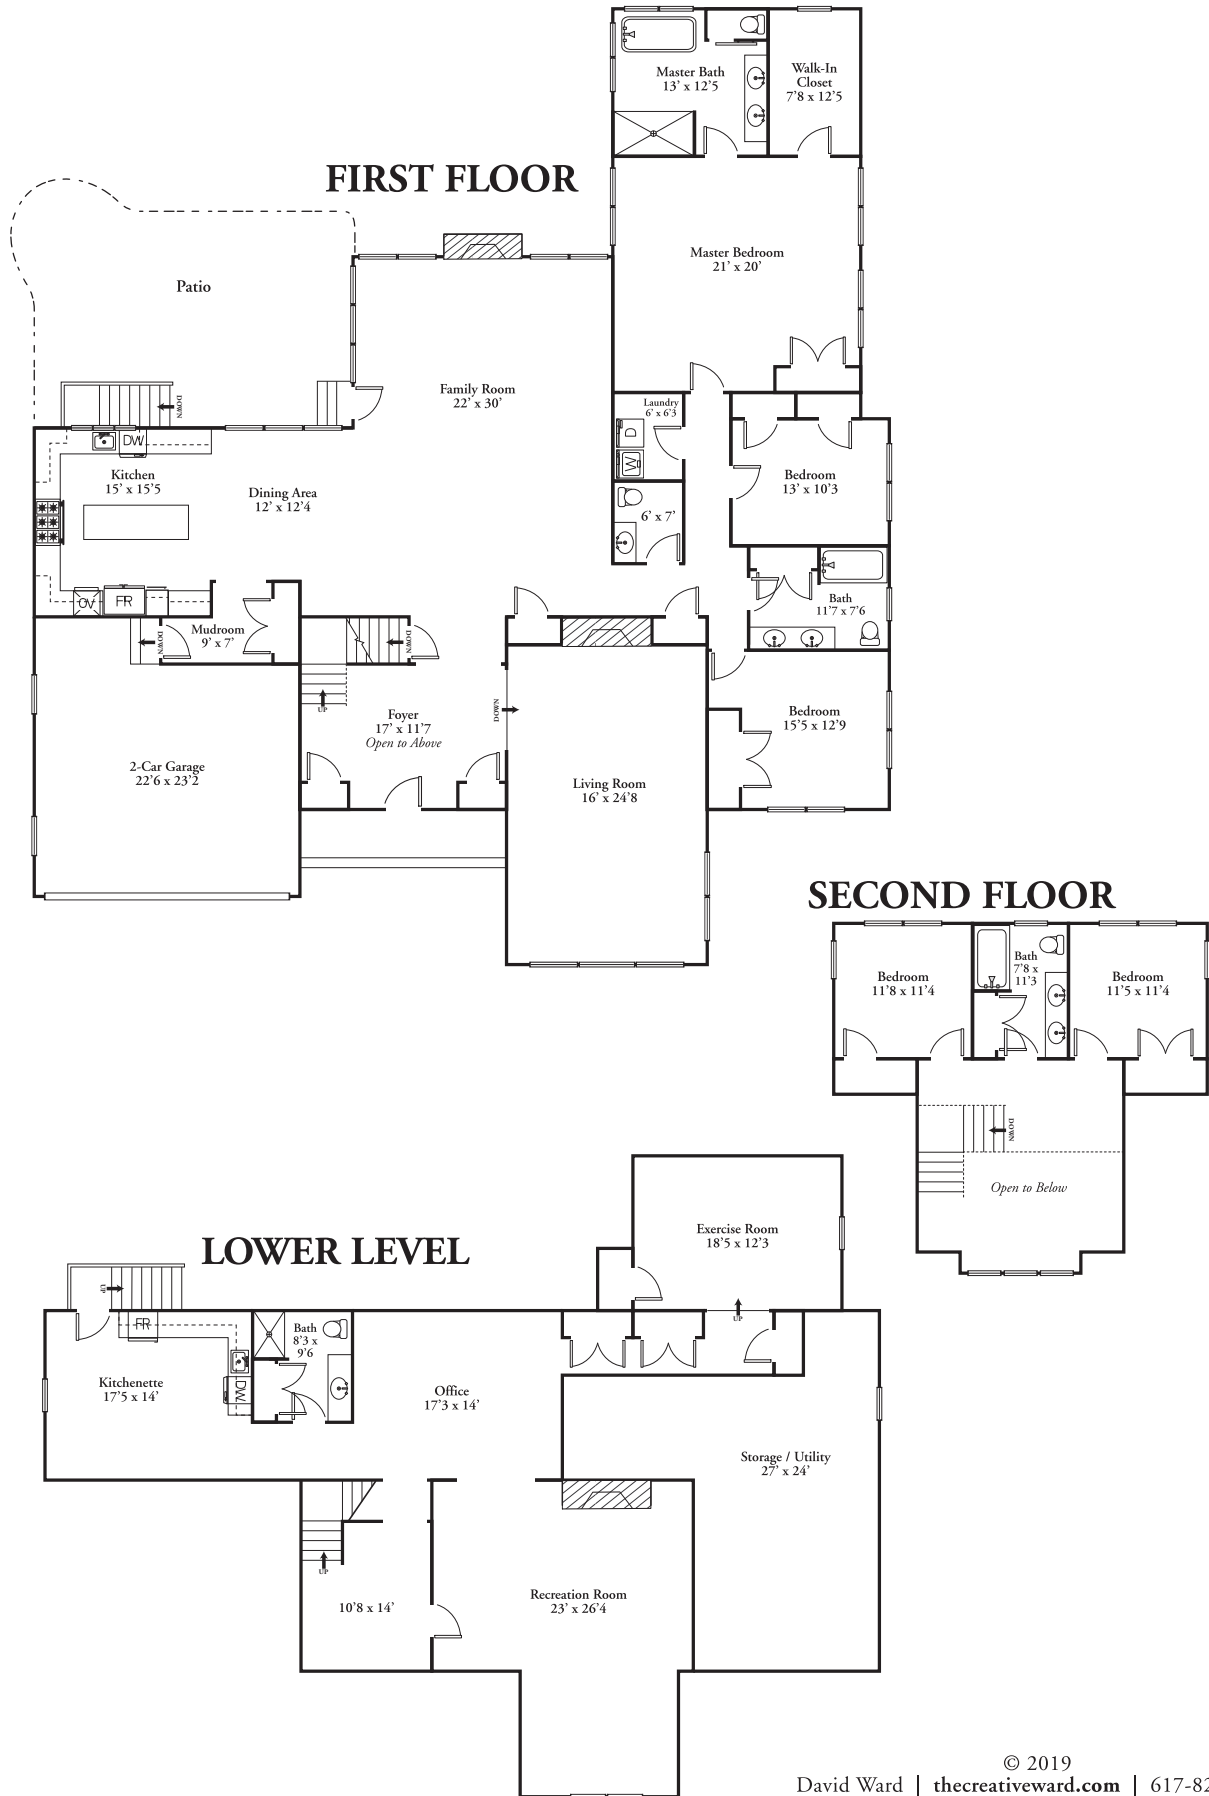 FIRST FLOOR
Master Bath
13’ x 12’5
Walk-In
Closet
7’8 x 12’5
Master Bedroom
21’ x 20’
Patio
DOWN
Family Room
22’ x 30’
Laundry
6’ x 6’3
D
W
6’ x 7’
Bedroom
13’ x 10’3
DW
Kitchen
15’ x 15’5
Dining Area
12’ x 12’4
OV
FR
Bath
11’7 x 7’6
Mudroom
9’ x 7’
DOWN
DOWN
UP
Foyer
17’ x 11’7
Open to Above
DOWN
Bedroom
15’5 x 12’9
2-Car Garage
22’6 x 23’2
Living Room
16’ x 24’8
SECOND FLOOR
Bedroom
11’8 x 11’4
Bath
7’8 x
11’3
Bedroom
11’5 x 11’4
DOWN
Open to Below
LOWER LEVEL
Exercise Room
18’5 x 12’3
UP
UP
FR
DW
Kitchenette
17’5 x 14’
Bath
8’3 x
9’6
Office
17’3 x 14’
Storage / Utility
27’ x 24’
UP
10’8 x 14’
Recreation Room
23’ x 26’4
© 2019
David Ward | thecreativeward.com | 617-82